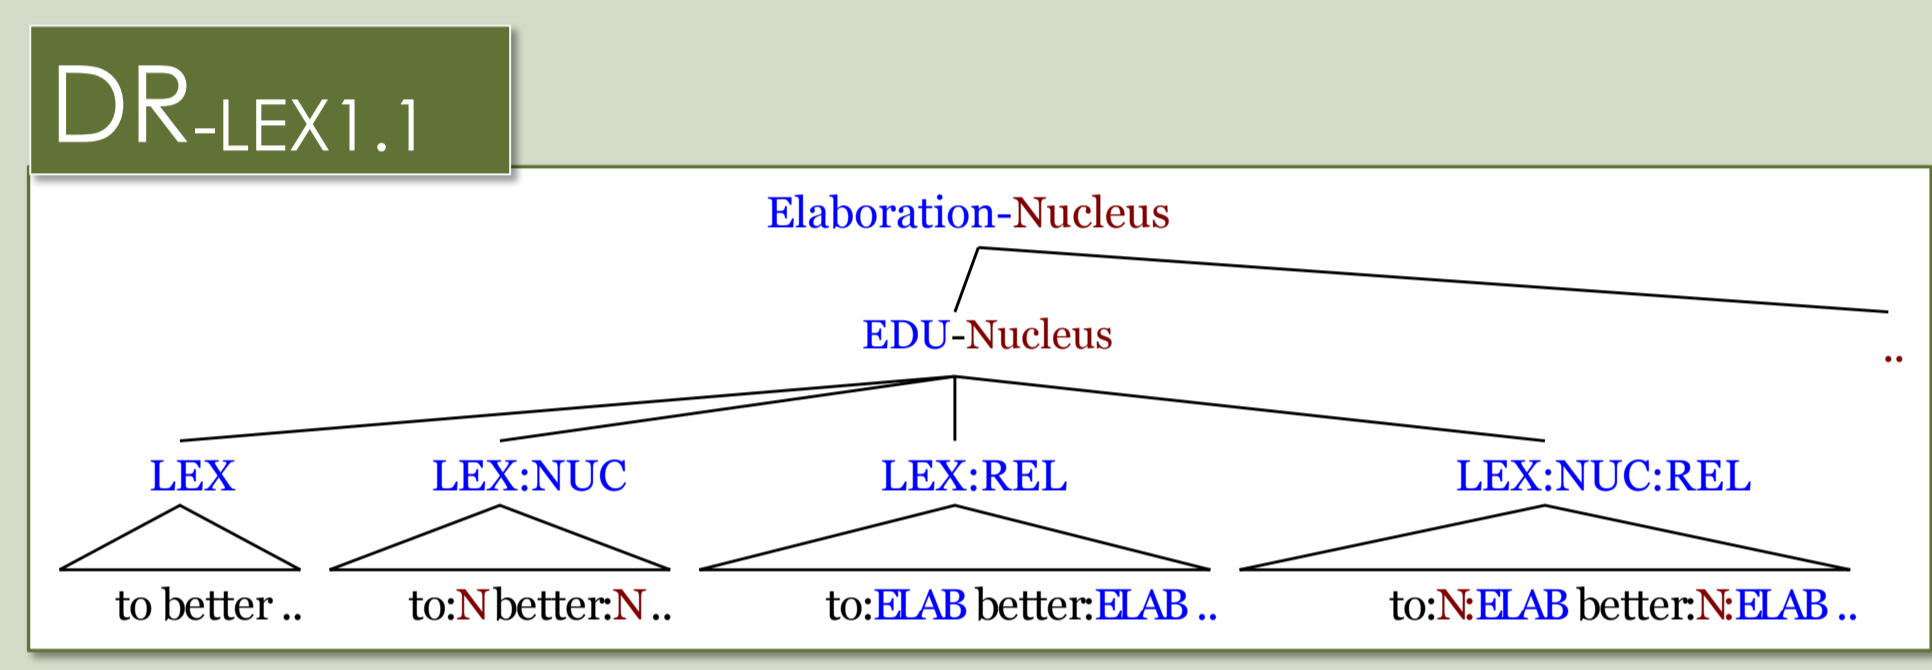 DR-LEX1.1
Elaboration-Nucleus
EDU-Nucleus
..
LEX LEX:NUC LEX:REL LEX:NUC:REL
to better .. to:N better:N .. to:ELAB better:ELAB .. to:N:ELAB better:N:ELAB ..